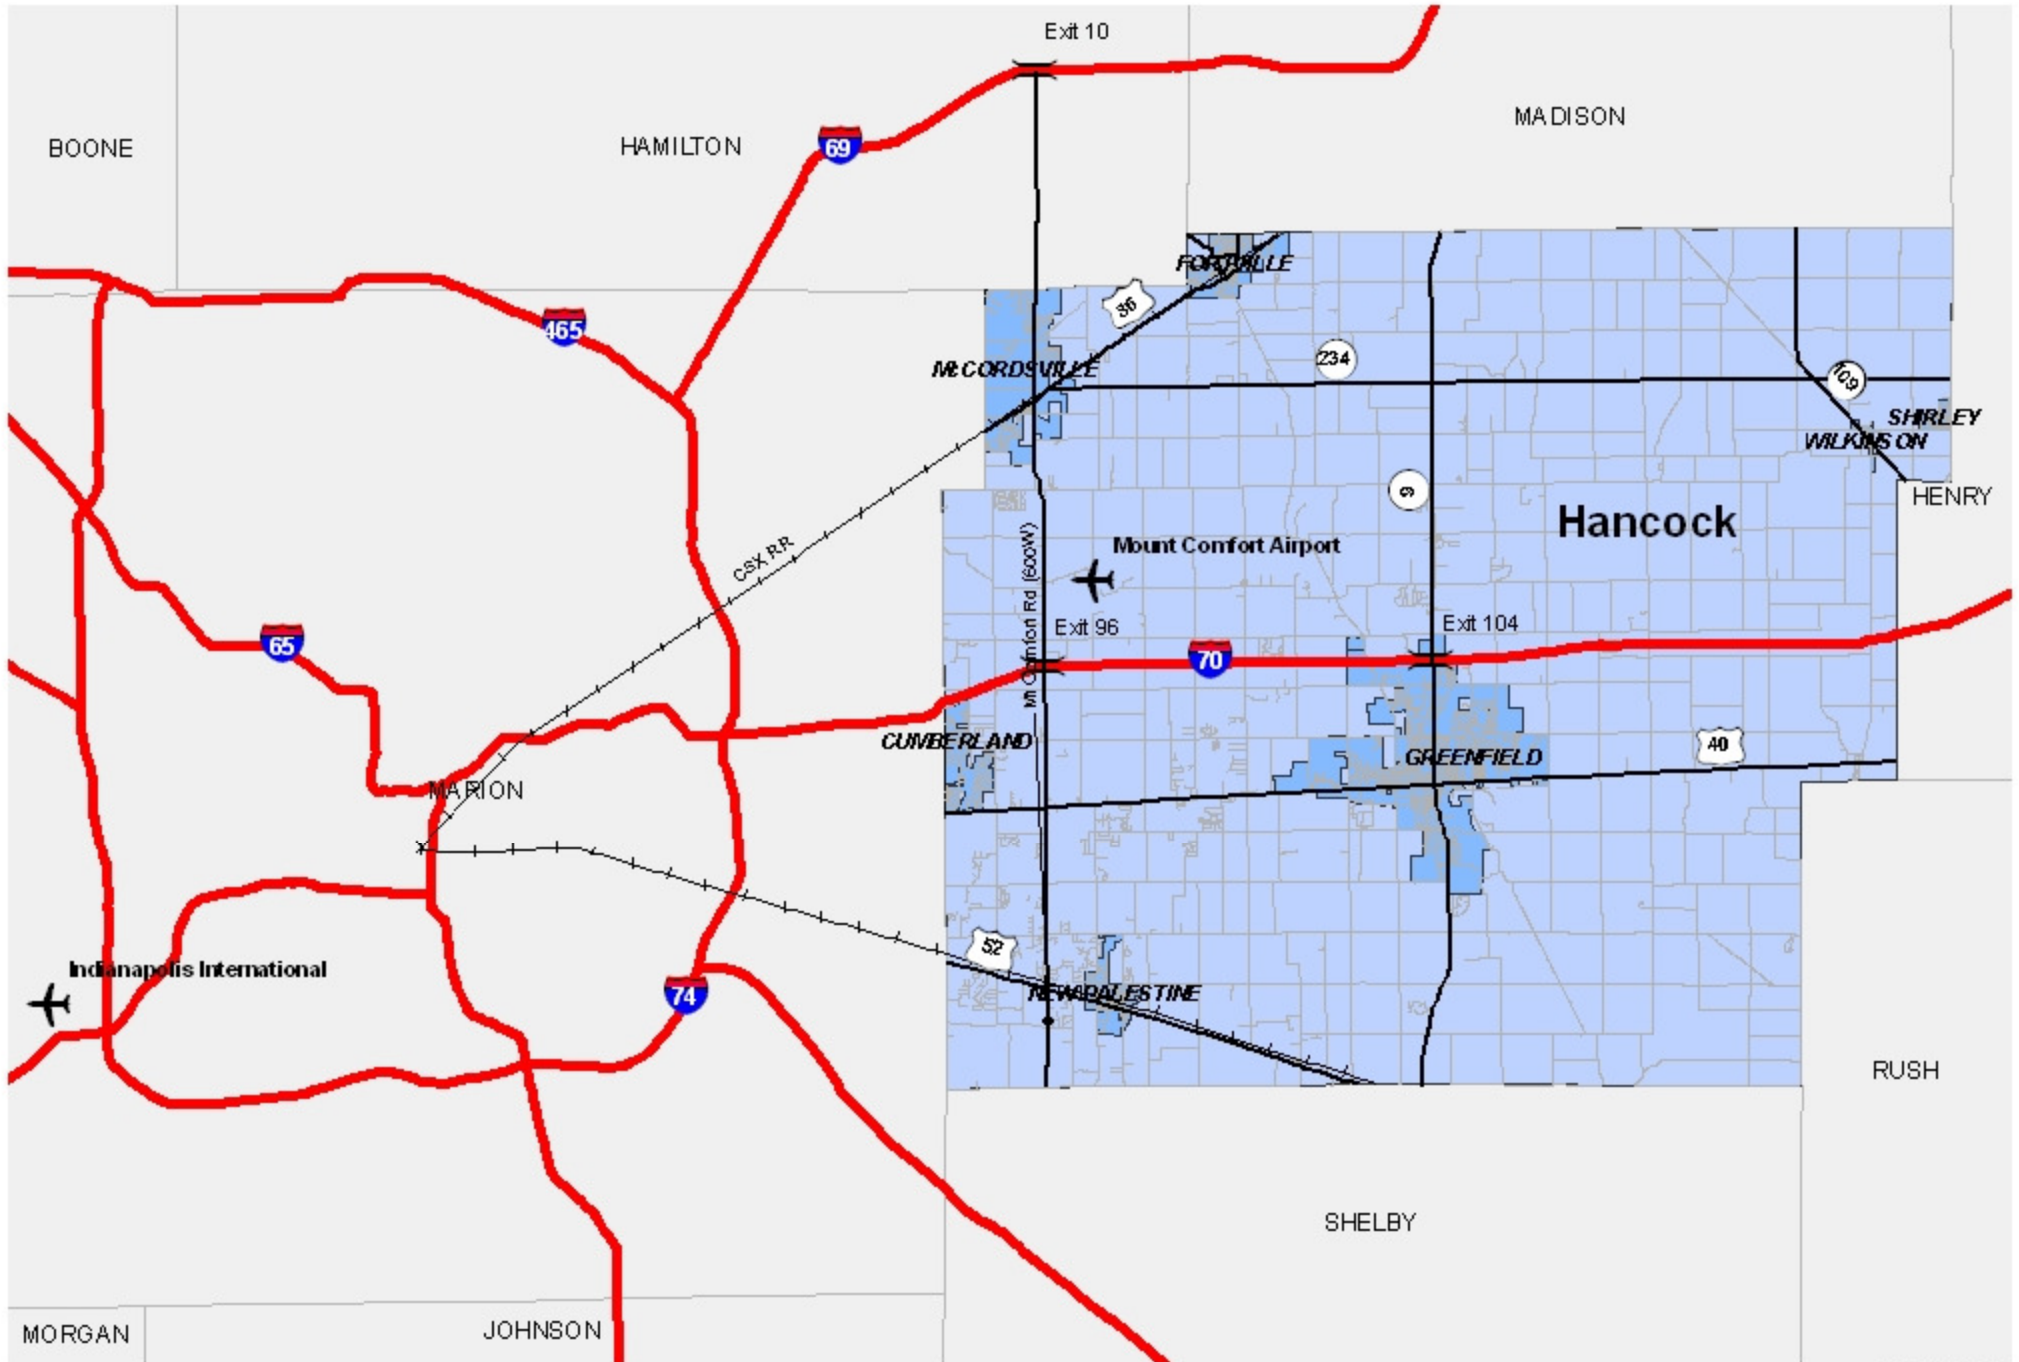 Exit 10
MADISON
BOONE
HAMILTON
69
FORTVILLE
36
465
234
McCORDSVILLE
109
SHIRLEY
WILKINSON
9
HENRY
Hancock
Mount Comfort Airport
CSX RR
Mt Comfort Rd (600W)
Exit 96
Exit 104
65
70
CUMBERLAND
40
GREENFIELD
MARION
52
Indianapolis International
74
NEW PALESTINE
RUSH
SHELBY
MORGAN
JOHNSON